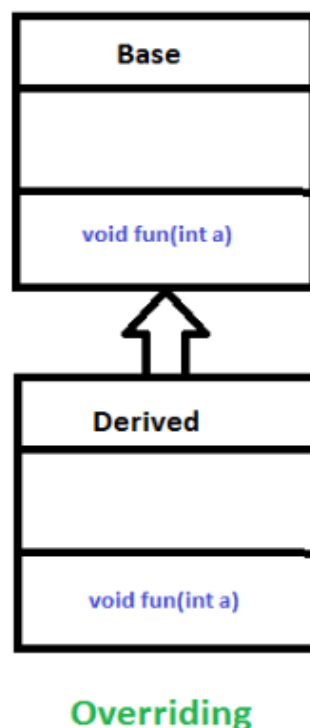 Base
void fun(int a)
Derived
void fun(int a)
Overriding